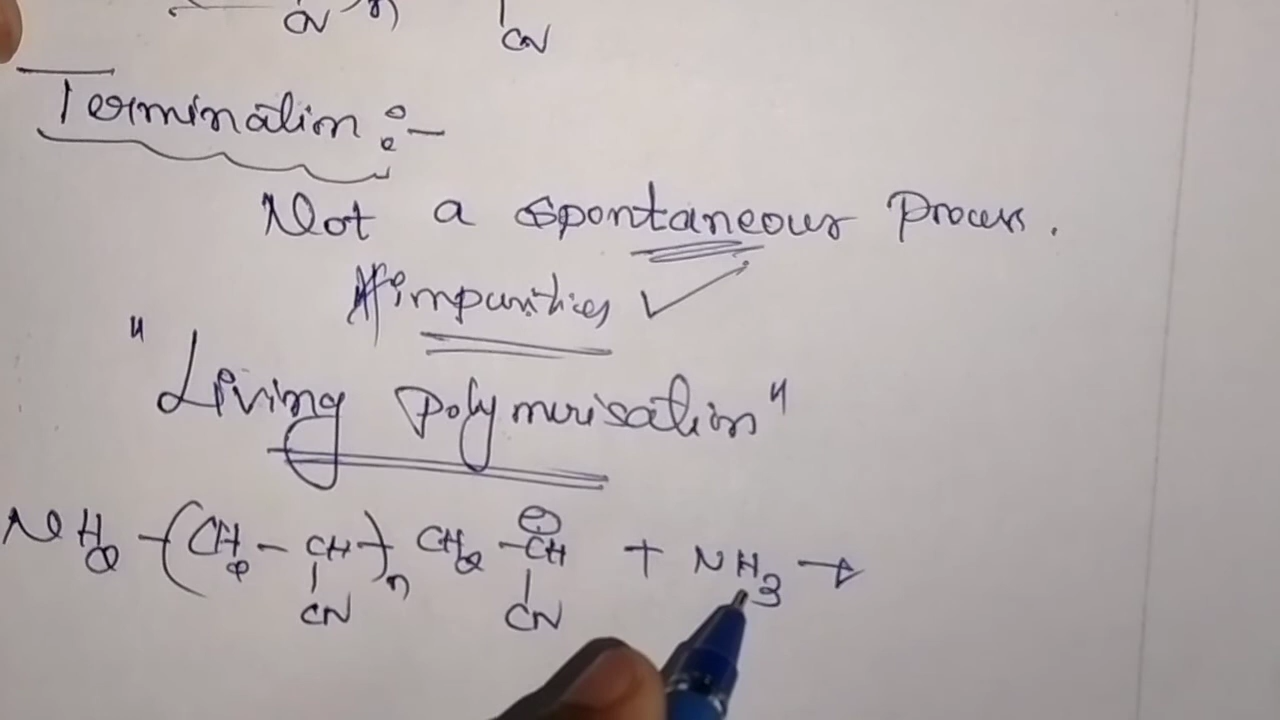 CN )n CN
Termination :-
Not a spontaneous process.
impurities ✓
"Living polymerisation"
NH2 -(CH2 - CH)n CH2 - CH⊖ + NH3 →
CN CN